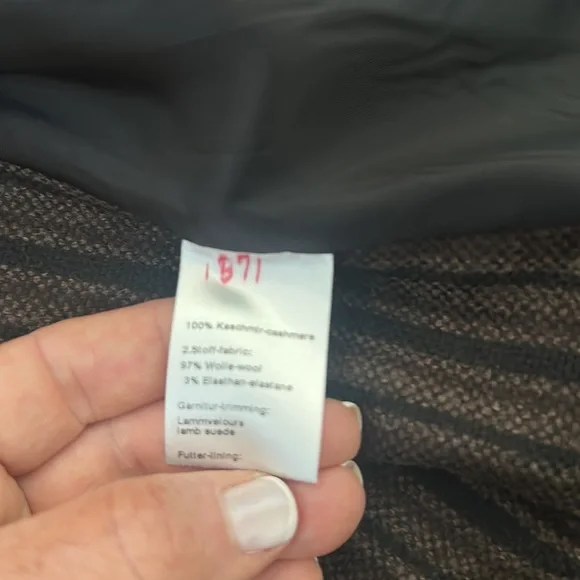 1B71
100% Kaschmir-cashmere
2.Stoff-fabric:
97% Wolle-wool
3% Elasthan-elastane
Garnitur-trimming:
Lammvelours
lamb suede
Futter-lining: